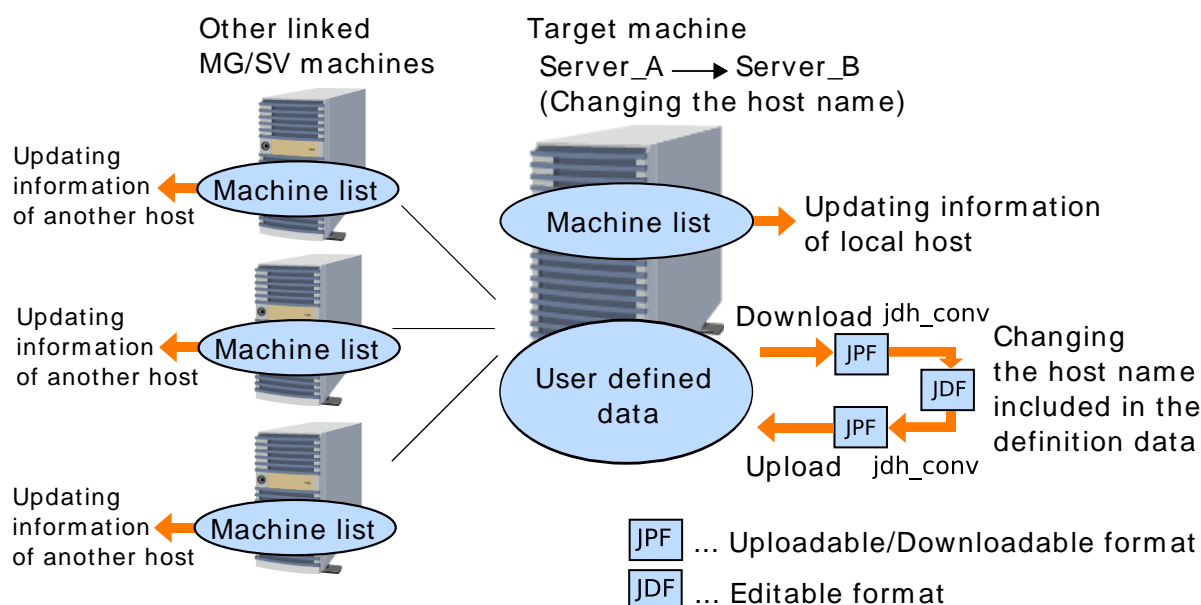 Other linked
MG/SV machines
Target machine
Server_A → Server_B
(Changing the host name)
Updating
information
of another host
Machine list
Machine list
Updating information
of local host
Updating
information
of another host
Machine list
Download jdh_conv
JPF
JDF
User defined
data
JPF
Upload jdh_conv
Changing
the host name
included in the
definition data
Updating
information
of another host
Machine list
JPF ... Uploadable/Downloadable format
JDF ... Editable format